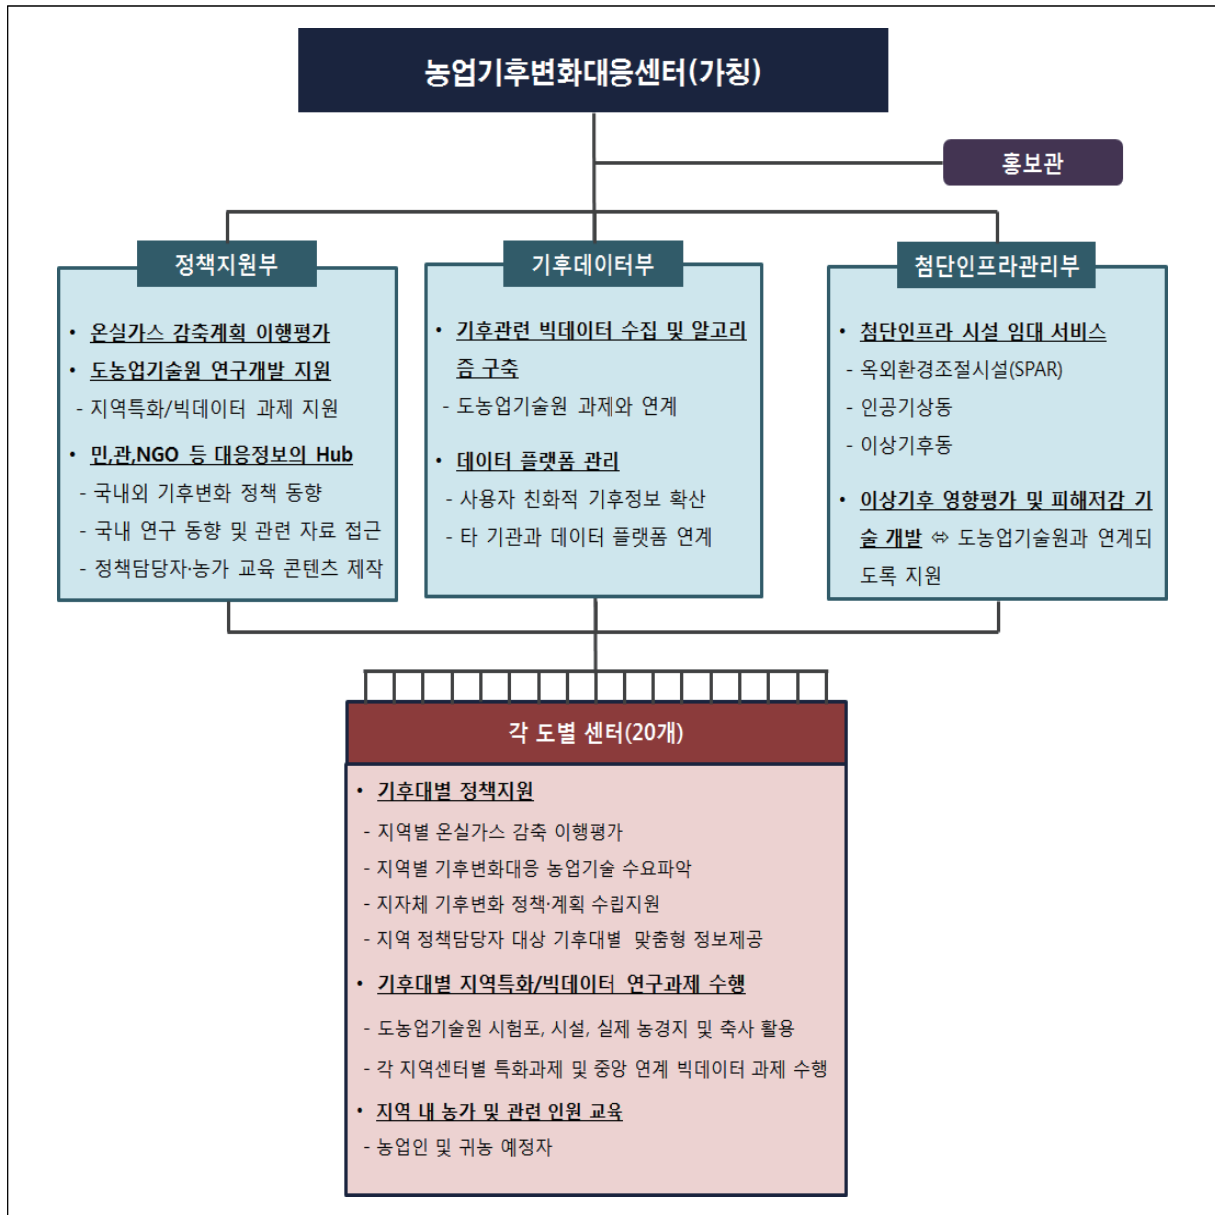 농업기후변화대응센터(가칭)
홍보관
정책지원부
• 온실가스 감축계획 이행평가
• 도농업기술원 연구개발 지원
- 지역특화/빅데이터 과제 지원
• 민,관,NGO 등 대응정보의 Hub
- 국내외 기후변화 정책 동향
- 국내 연구 동향 및 관련 자료 접근
- 정책담당자·농가 교육 콘텐츠 제작
기후데이터부
• 기후관련 빅데이터 수집 및 알고리
즘 구축
- 도농업기술원 과제와 연계
• 데이터 플랫폼 관리
- 사용자 친화적 기후정보 확산
- 타 기관과 데이터 플랫폼 연계
첨단인프라관리부
• 첨단인프라 시설 임대 서비스
- 옥외환경조절시설(SPAR)
- 인공기상동
- 이상기후동
• 이상기후 영향평가 및 피해저감 기
술 개발 ⇔ 도농업기술원과 연계되
도록 지원
각 도별 센터(20개)
• 기후대별 정책지원
- 지역별 온실가스 감축 이행평가
- 지역별 기후변화대응 농업기술 수요파악
- 지자체 기후변화 정책·계획 수립지원
- 지역 정책담당자 대상 기후대별 맞춤형 정보제공
• 기후대별 지역특화/빅데이터 연구과제 수행
- 도농업기술원 시험포, 시설, 실제 농경지 및 축사 활용
- 각 지역센터별 특화과제 및 중앙 연계 빅데이터 과제 수행
• 지역 내 농가 및 관련 인원 교육
- 농업인 및 귀농 예정자